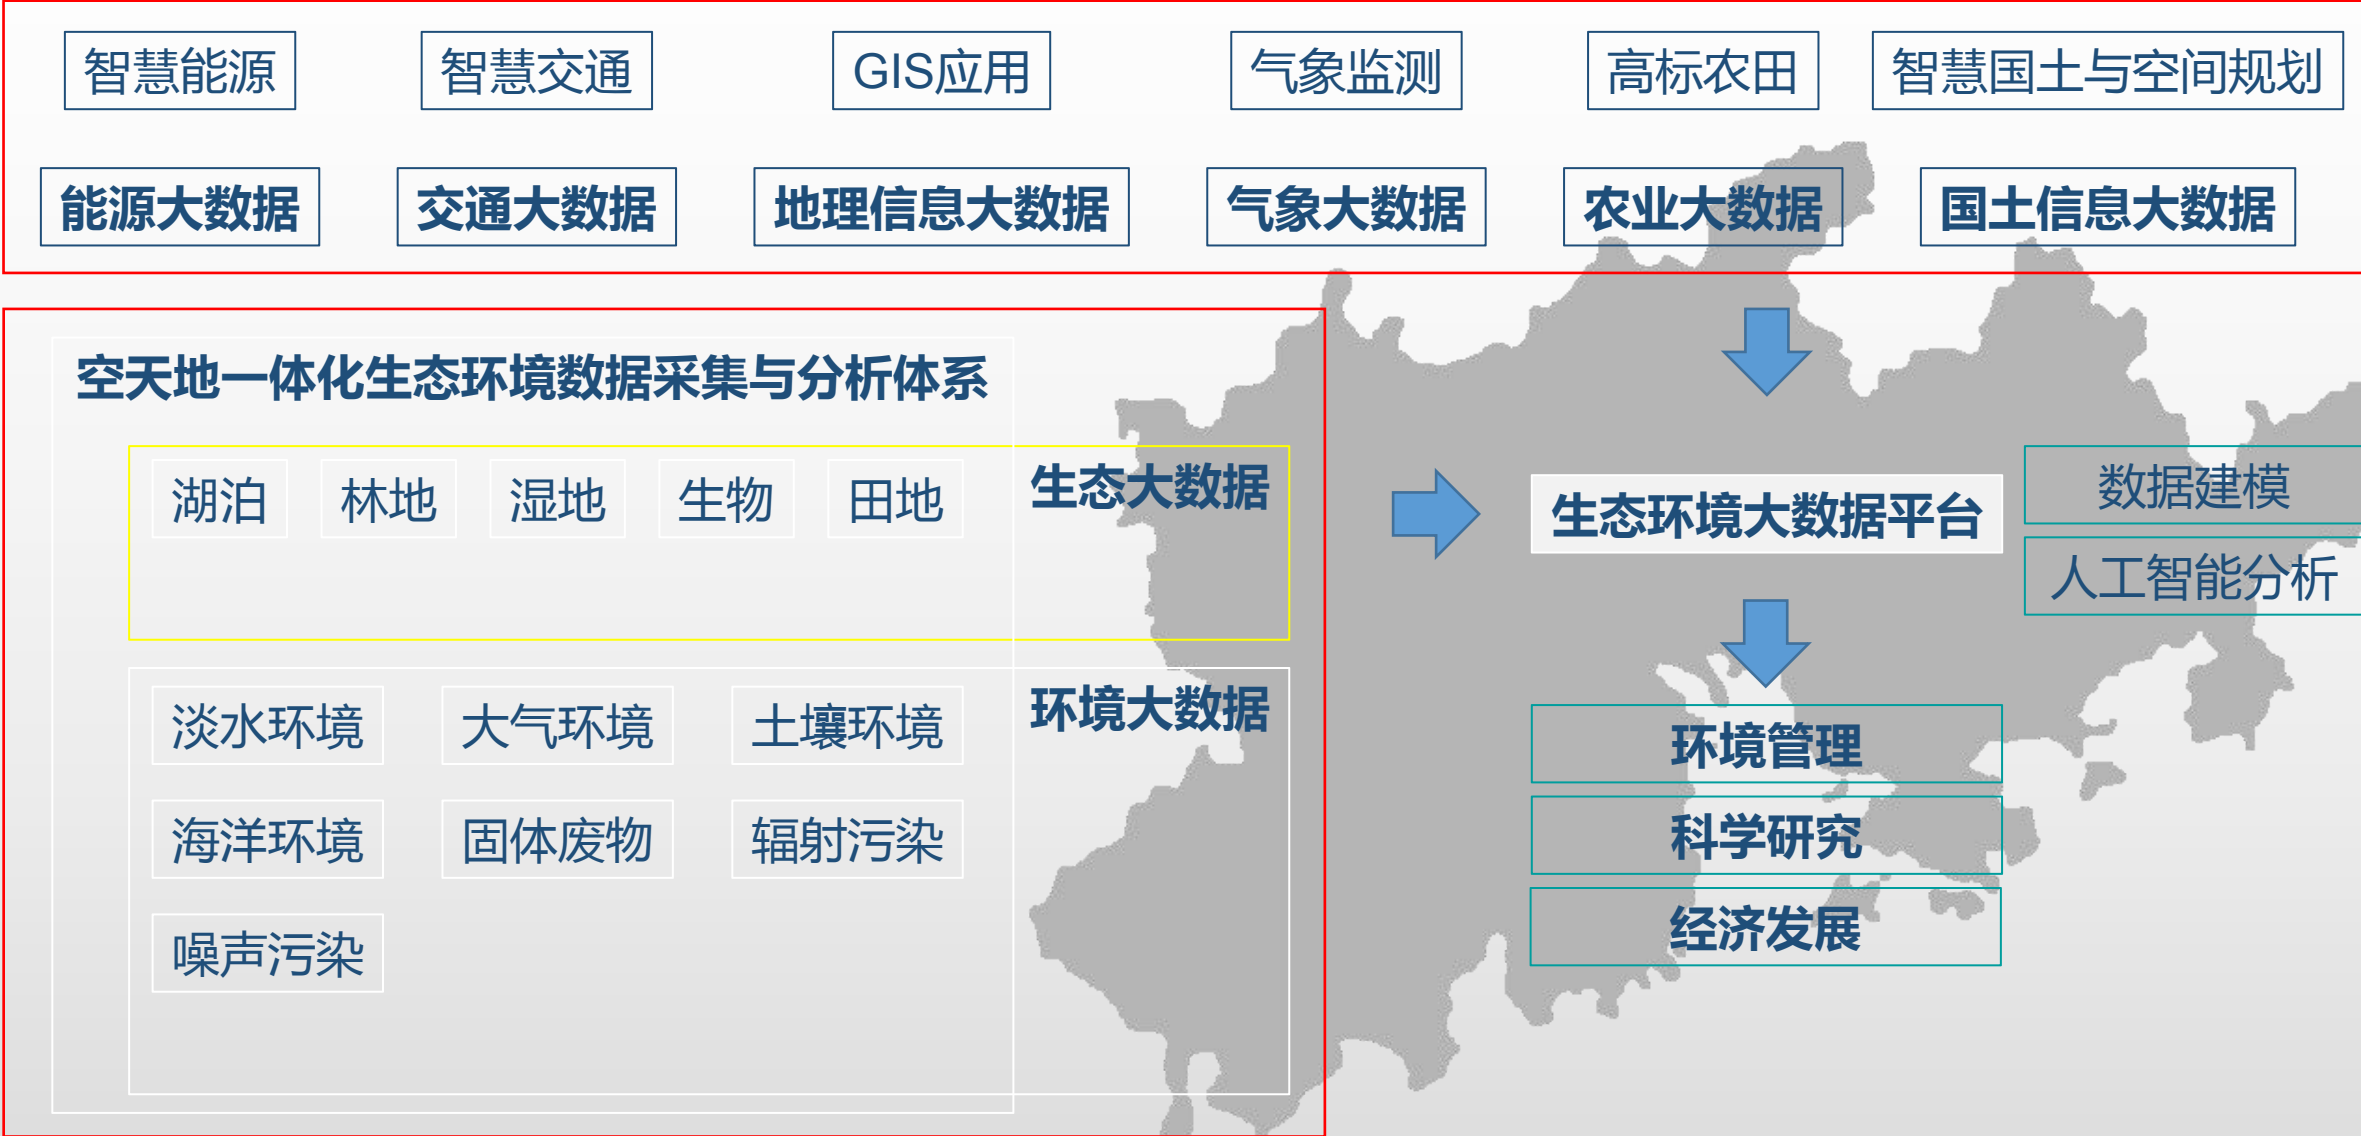 智慧能源 智慧交通 GIS应用 气象监测 高标农田 智慧国土与空间规划
能源大数据 交通大数据 地理信息大数据 气象大数据 农业大数据 国土信息大数据
空天地一体化生态环境数据采集与分析体系
湖泊 林地 湿地 生物 田地 生态大数据
淡水环境 大气环境 土壤环境 环境大数据
海洋环境 固体废物 辐射污染
噪声污染
生态环境大数据平台
数据建模
人工智能分析
环境管理
科学研究
经济发展